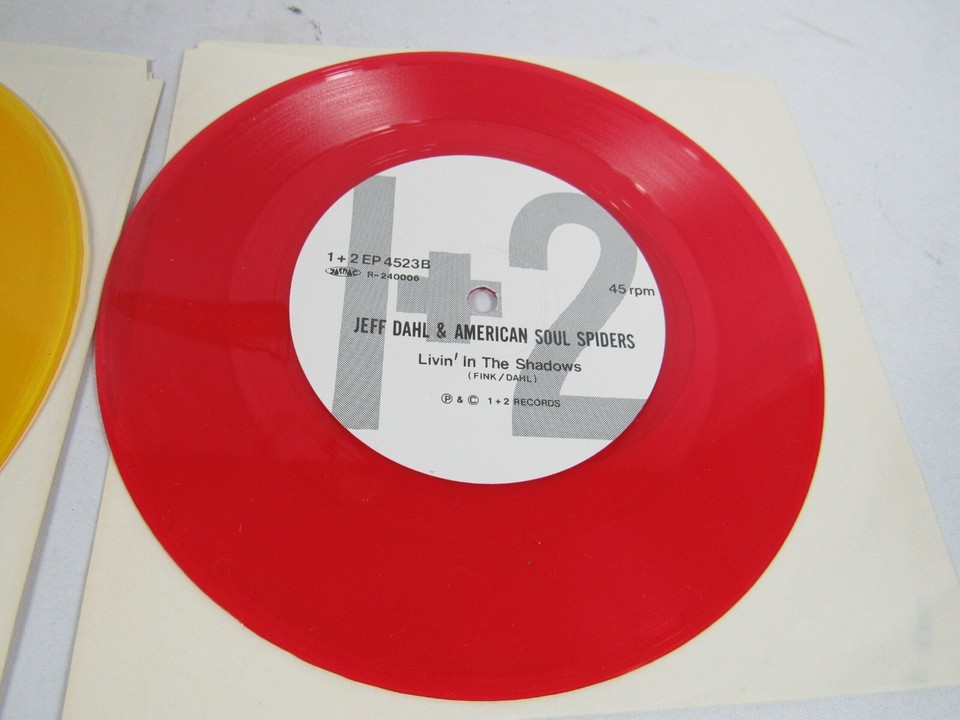 1+2
1+2 EP 4523B
R-240006
45 rpm
JEFF DAHL & AMERICAN SOUL SPIDERS
Livin' In The Shadows
(FINK/DAHL)
Ⓟ & © 1+2 RECORDS